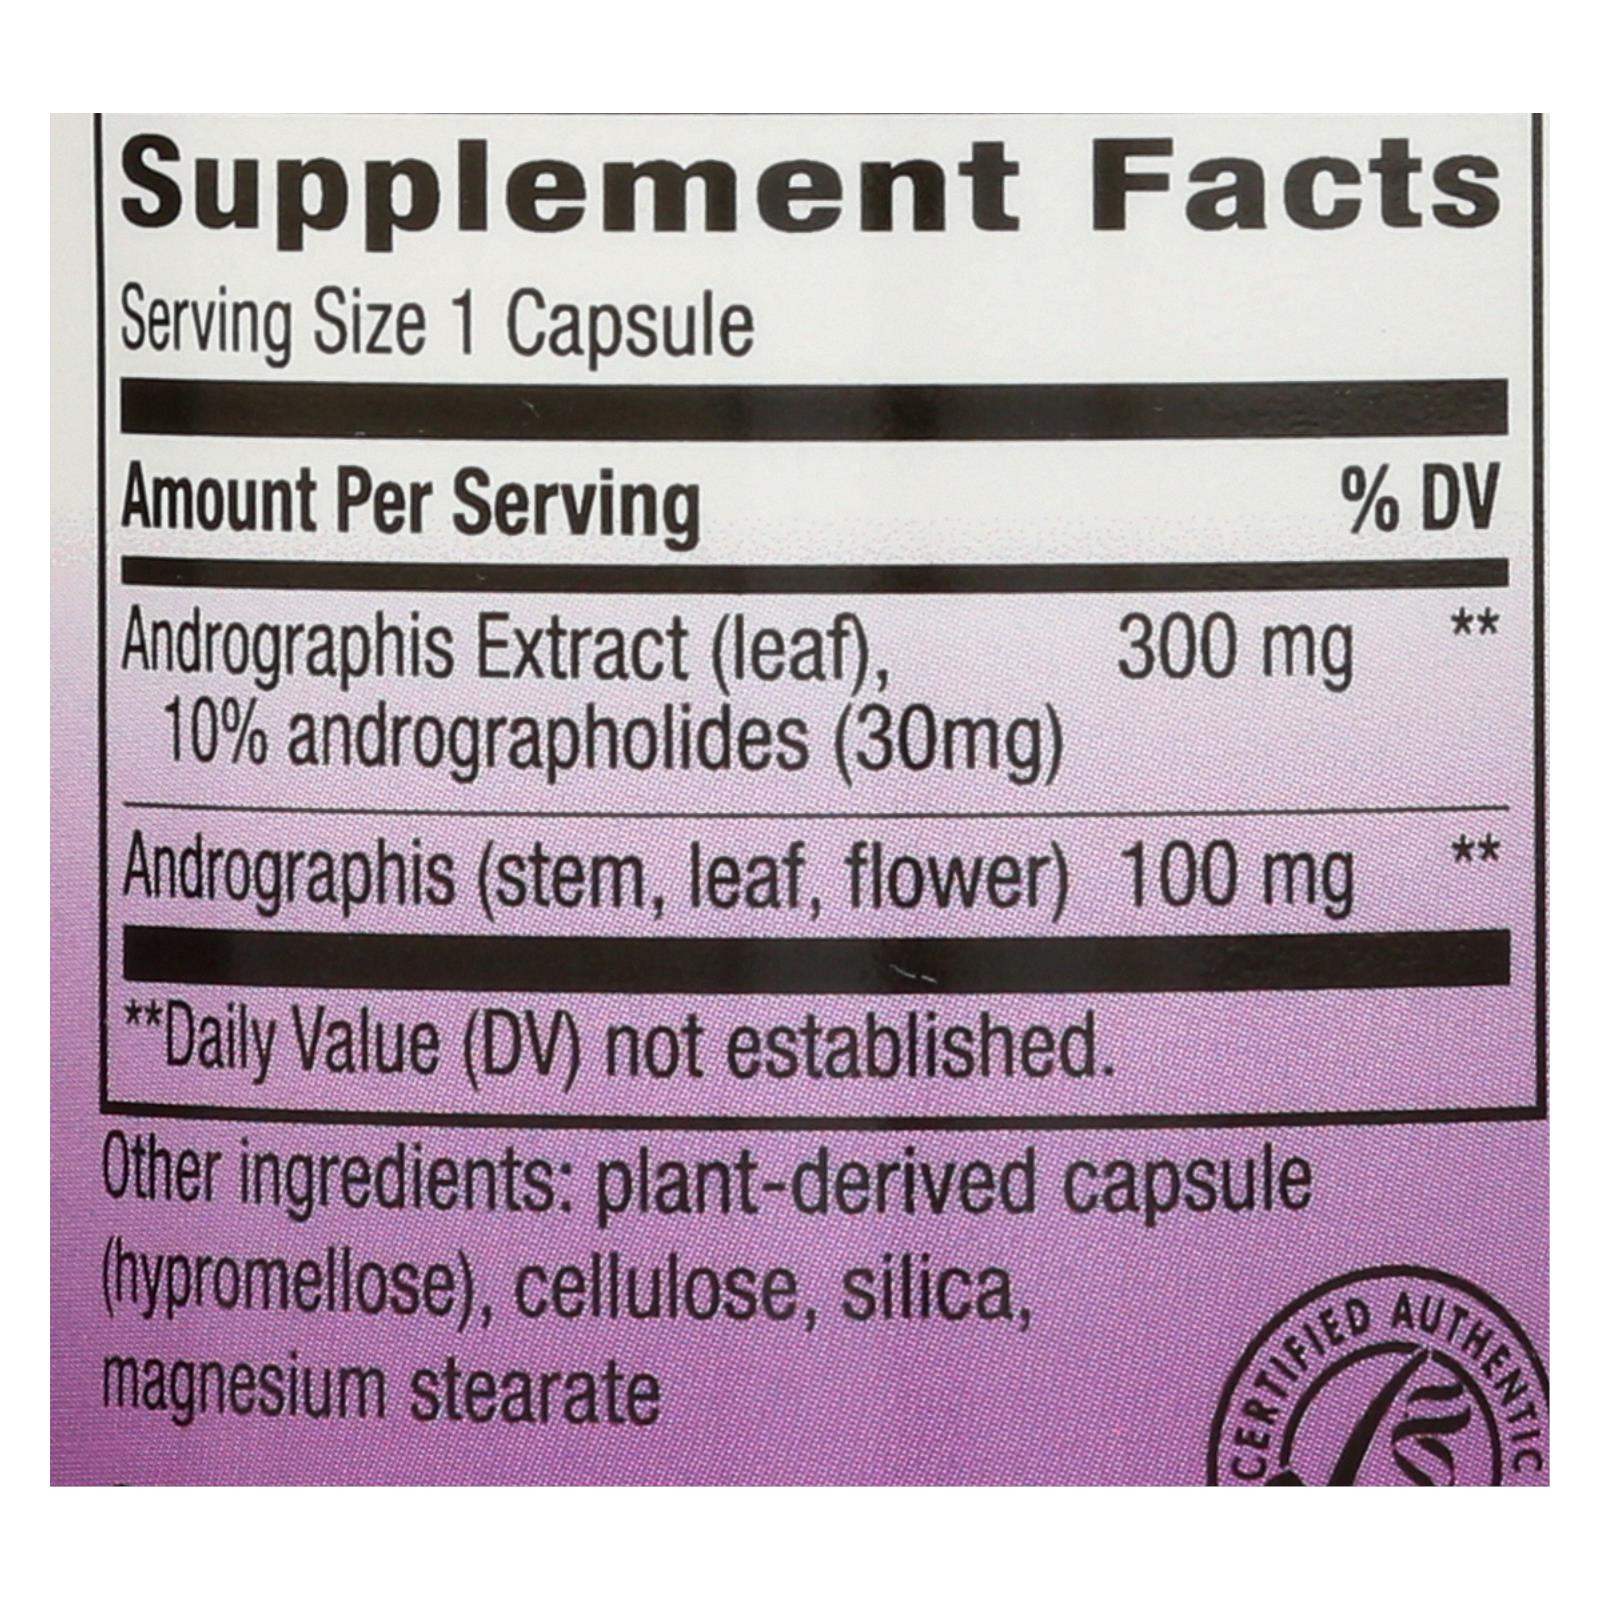 Supplement Facts
Serving Size 1 Capsule
Amount Per Serving % DV
Andrographis Extract (leaf), 300 mg **
10% andrographolides (30mg)
Andrographis (stem, leaf, flower) 100 mg **
**Daily Value (DV) not established.
Other ingredients: plant-derived capsule
(hypromellose), cellulose, silica,
magnesium stearate
CERTIFIED AUTHENTIC